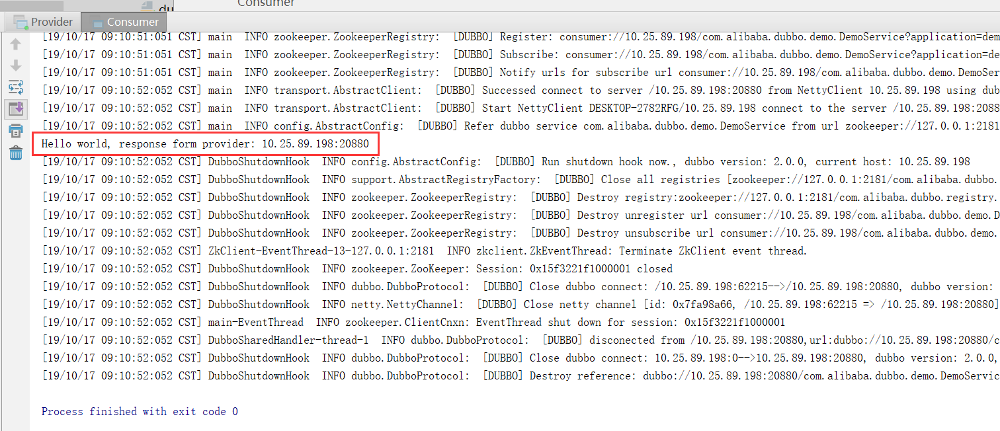 Consumer
du
Provider Consumer
[19/10/17 09:10:51:051 CST] main  INFO zookeeper.ZookeeperRegistry:  [DUBBO] Register: consumer://10.25.89.198/com.alibaba.dubbo.demo.DemoService?application=dem
[19/10/17 09:10:51:051 CST] main  INFO zookeeper.ZookeeperRegistry:  [DUBBO] Subscribe: consumer://10.25.89.198/com.alibaba.dubbo.demo.DemoService?application=de
[19/10/17 09:10:51:051 CST] main  INFO zookeeper.ZookeeperRegistry:  [DUBBO] Notify urls for subscribe url consumer://10.25.89.198/com.alibaba.dubbo.demo.DemoSer
[19/10/17 09:10:52:052 CST] main  INFO transport.AbstractClient:  [DUBBO] Successed connect to server /10.25.89.198:20880 from NettyClient 10.25.89.198 using dub
[19/10/17 09:10:52:052 CST] main  INFO transport.AbstractClient:  [DUBBO] Start NettyClient DESKTOP-2782RFG/10.25.89.198 connect to the server /10.25.89.198:2088
[19/10/17 09:10:52:052 CST] main  INFO config.AbstractConfig:  [DUBBO] Refer dubbo service com.alibaba.dubbo.demo.DemoService from url zookeeper://127.0.0.1:2181
Hello world, response form provider: 10.25.89.198:20880
[19/10/17 09:10:52:052 CST] DubboShutdownHook  INFO config.AbstractConfig:  [DUBBO] Run shutdown hook now., dubbo version: 2.0.0, current host: 10.25.89.198
[19/10/17 09:10:52:052 CST] DubboShutdownHook  INFO support.AbstractRegistryFactory:  [DUBBO] Close all registries [zookeeper://127.0.0.1:2181/com.alibaba.dubbo.
[19/10/17 09:10:52:052 CST] DubboShutdownHook  INFO zookeeper.ZookeeperRegistry:  [DUBBO] Destroy registry:zookeeper://127.0.0.1:2181/com.alibaba.dubbo.registry.
[19/10/17 09:10:52:052 CST] DubboShutdownHook  INFO zookeeper.ZookeeperRegistry:  [DUBBO] Destroy unregister url consumer://10.25.89.198/com.alibaba.dubbo.demo.D
[19/10/17 09:10:52:052 CST] DubboShutdownHook  INFO zookeeper.ZookeeperRegistry:  [DUBBO] Destroy unsubscribe url consumer://10.25.89.198/com.alibaba.dubbo.demo.
[19/10/17 09:10:52:052 CST] ZkClient-EventThread-13-127.0.0.1:2181  INFO zkclient.ZkEventThread: Terminate ZkClient event thread.
[19/10/17 09:10:52:052 CST] DubboShutdownHook  INFO zookeeper.ZooKeeper: Session: 0x15f3221f1000001 closed
[19/10/17 09:10:52:052 CST] DubboShutdownHook  INFO dubbo.DubboProtocol:  [DUBBO] Close dubbo connect: /10.25.89.198:62215-->/10.25.89.198:20880, dubbo version:
[19/10/17 09:10:52:052 CST] DubboShutdownHook  INFO netty.NettyChannel:  [DUBBO] Close netty channel [id: 0x7fa98a66, /10.25.89.198:62215 => /10.25.89.198:20880]
[19/10/17 09:10:52:052 CST] main-EventThread  INFO zookeeper.ClientCnxn: EventThread shut down for session: 0x15f3221f1000001
[19/10/17 09:10:52:052 CST] DubboSharedHandler-thread-1  INFO dubbo.DubboProtocol:  [DUBBO] disconected from /10.25.89.198:20880,url:dubbo://10.25.89.198:20880/c
[19/10/17 09:10:52:052 CST] DubboShutdownHook  INFO dubbo.DubboProtocol:  [DUBBO] Close dubbo connect: 10.25.89.198:0-->10.25.89.198:20880, dubbo version: 2.0.0,
[19/10/17 09:10:52:052 CST] DubboShutdownHook  INFO dubbo.DubboProtocol:  [DUBBO] Destroy reference: dubbo://10.25.89.198:20880/com.alibaba.dubbo.demo.DemoServic
Process finished with exit code 0